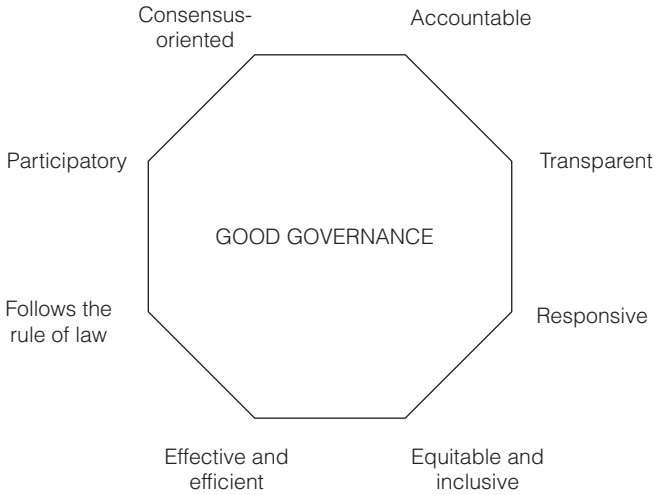 Consensus-
oriented
Accountable
Participatory
Transparent
GOOD GOVERNANCE
Follows the
rule of law
Responsive
Effective and
efficient
Equitable and
inclusive